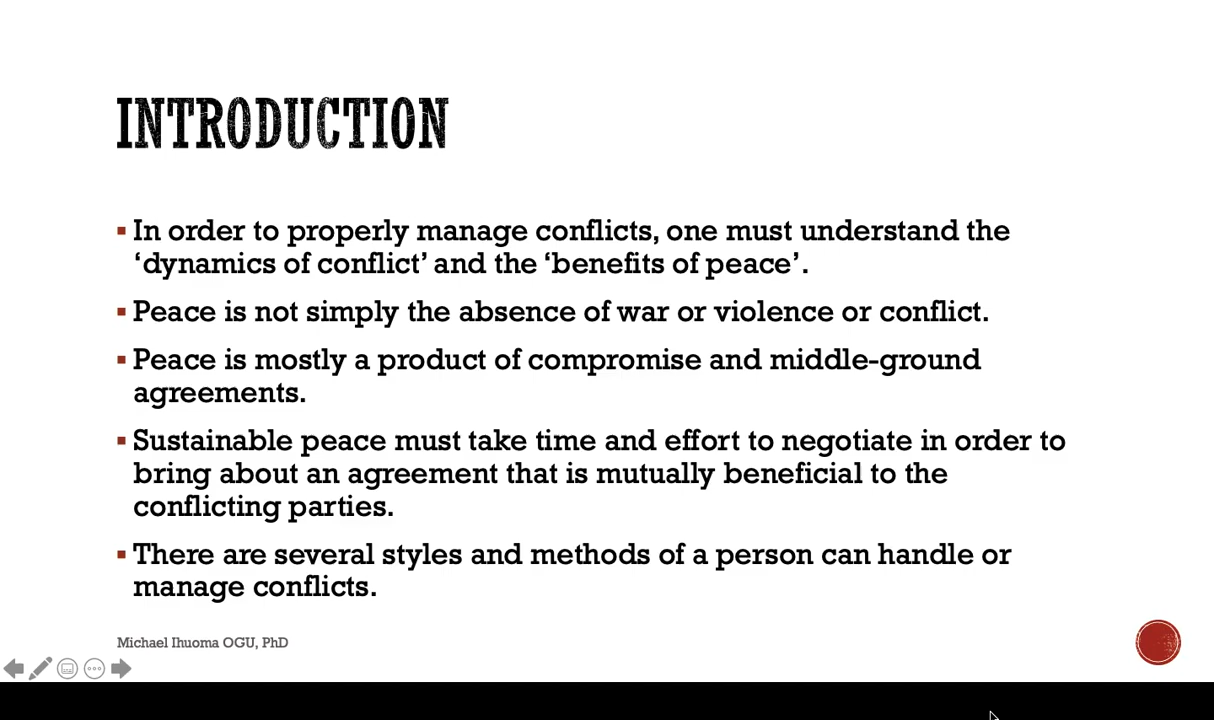 INTRODUCTION
In order to properly manage conflicts, one must understand the
‘dynamics of conflict’ and the ‘benefits of peace’.
Peace is not simply the absence of war or violence or conflict.
Peace is mostly a product of compromise and middle-ground
agreements.
Sustainable peace must take time and effort to negotiate in order to
bring about an agreement that is mutually beneficial to the
conflicting parties.
There are several styles and methods of a person can handle or
manage conflicts.
Michael Ihuoma OGU, PhD